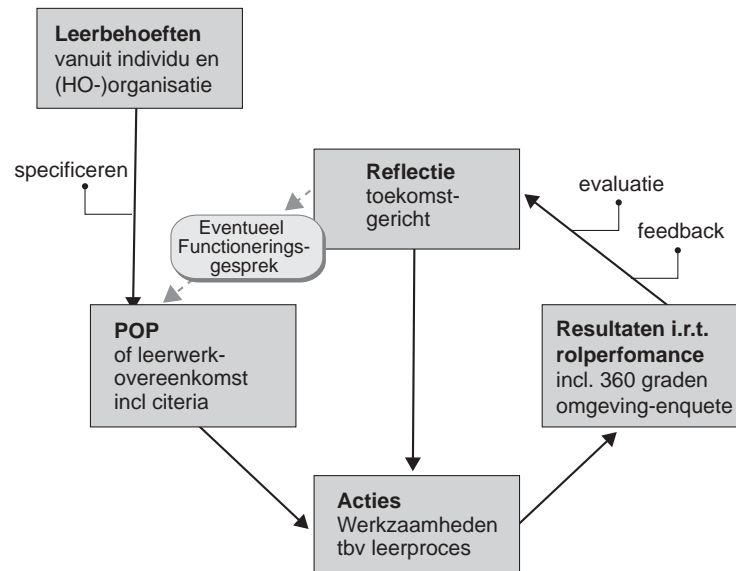 Leerbehoeften
vanuit individu en
(HO-)organisatie
specificeren
Reflectie
toekomst-
gericht
evaluatie
feedback
Eventueel
Functionerings-
gesprek
POP
of leerwerk-
overeenkomst
incl citeria
Resultaten i.r.t.
rolperfomance
incl. 360 graden
omgeving-enquete
Acties
Werkzaamheden
tbv leerproces